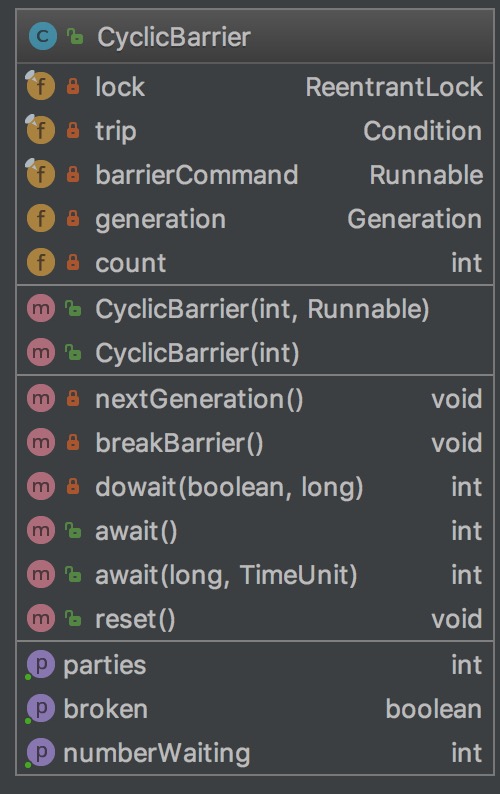 C CyclicBarrier
f lock ReentrantLock
f trip Condition
f barrierCommand Runnable
f generation Generation
f count int
m CyclicBarrier(int, Runnable)
m CyclicBarrier(int)
m nextGeneration() void
m breakBarrier() void
m dowait(boolean, long) int
m await() int
m await(long, TimeUnit) int
m reset() void
p parties int
p broken boolean
p numberWaiting int